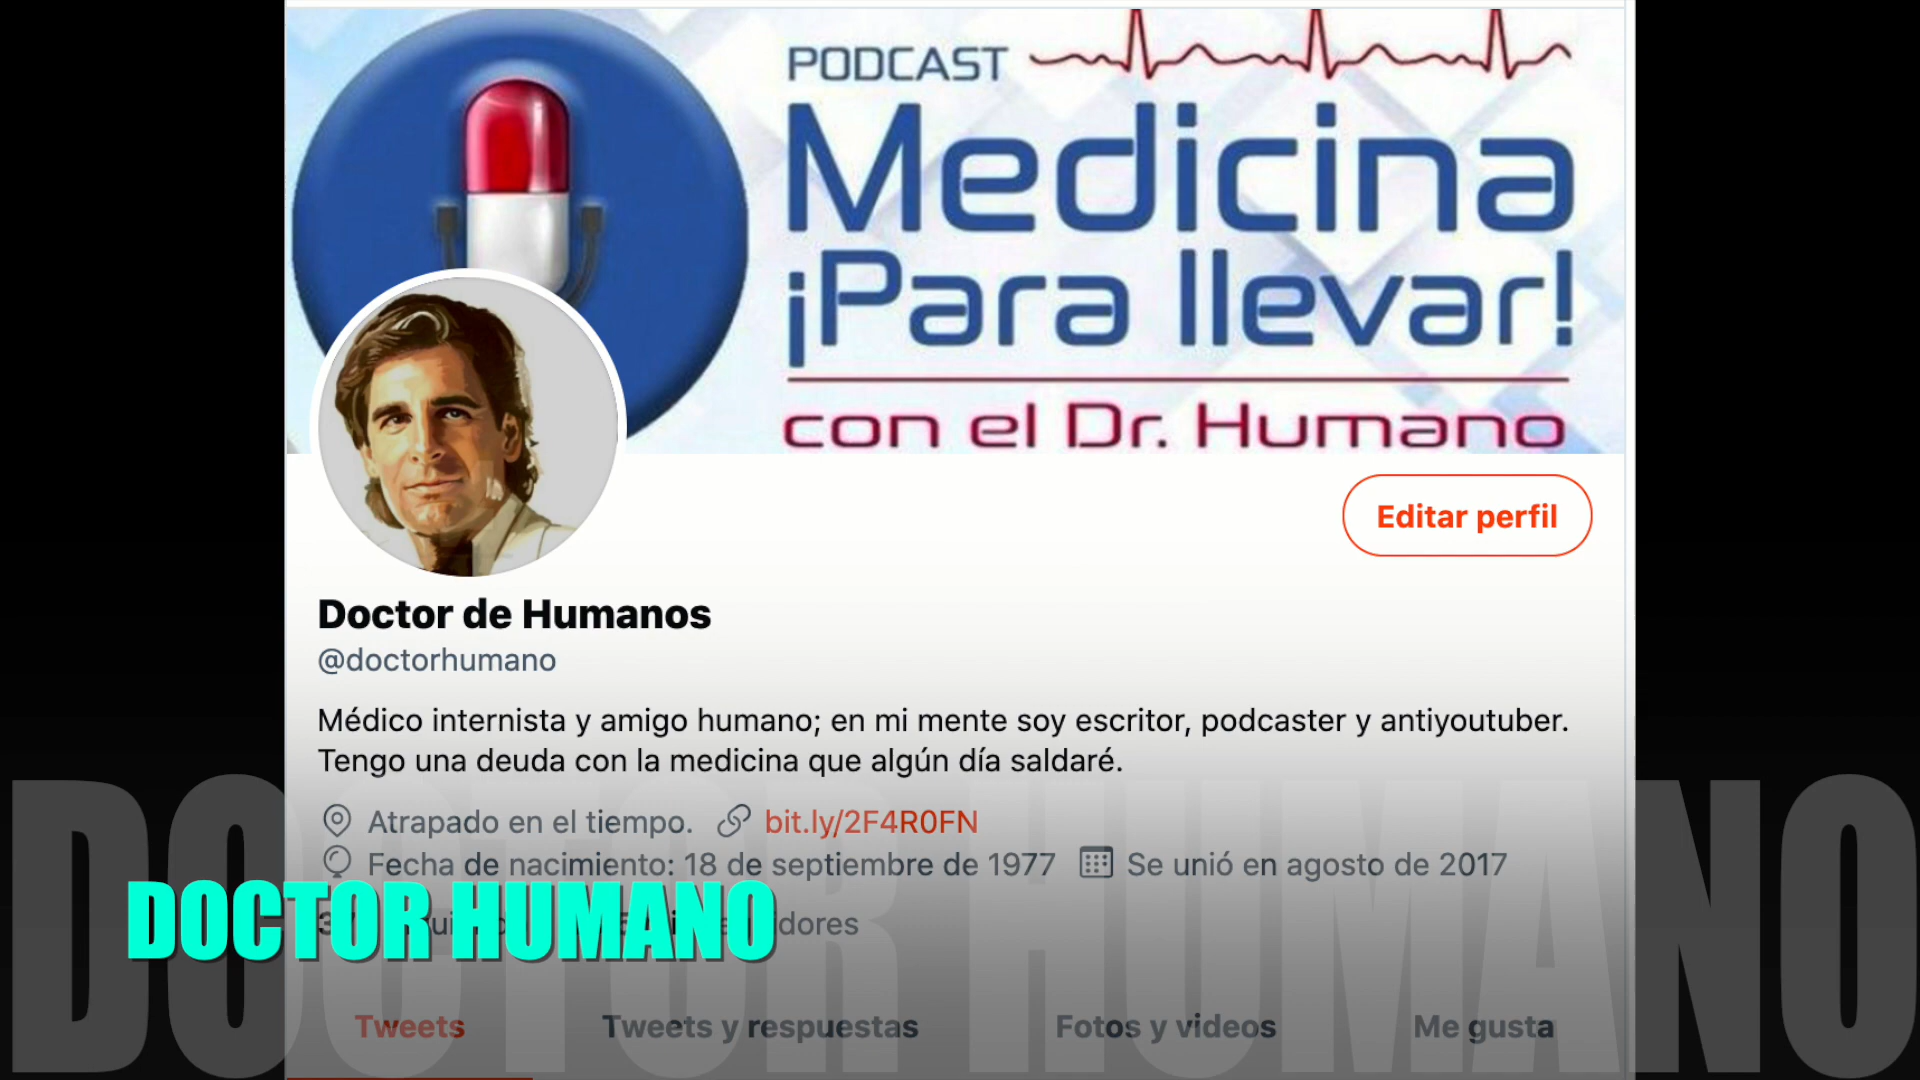 PODCAST
Medicina
¡Para llevar!
con el Dr. Humano
Editar perfil
Doctor de Humanos
@doctorhumano
Médico internista y amigo humano; en mi mente soy escritor, podcaster y antiyoutuber.
Tengo una deuda con la medicina que algún día saldaré.
Atrapado en el tiempo. bit.ly/2F4R0FN
Fecha de nacimiento: 18 de septiembre de 1977 Se unió en agosto de 2017
DOCTOR HUMANO
DOCTOR HUMANO
Tweets Tweets y respuestas Fotos y videos Me gusta